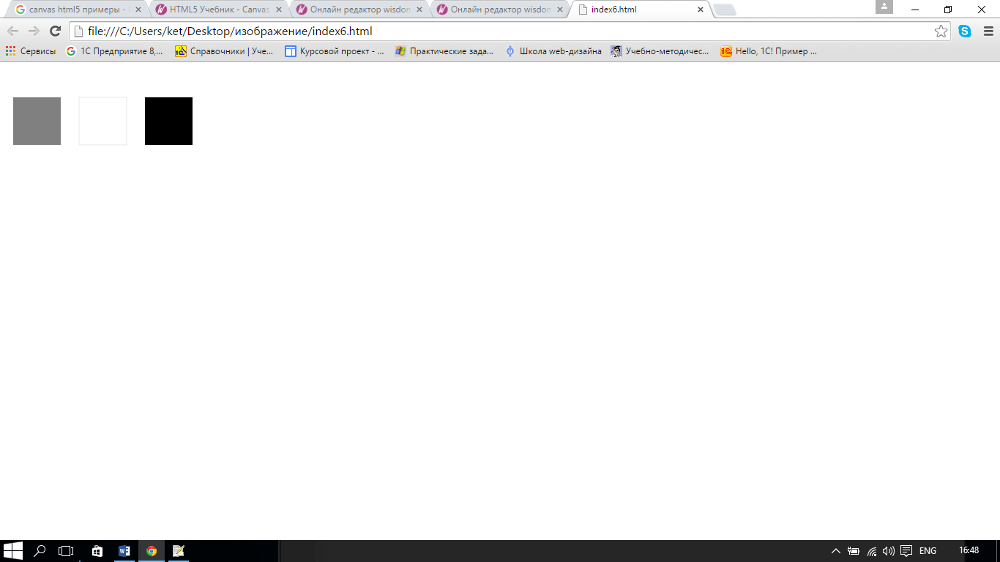 canvas html5 примеры - HTML5 Учебник - Canvas Онлайн редактор wisdom Онлайн редактор wisdom index6.html
file:///C:/Users/ket/Desktop/изображение/index6.html
Сервисы 1С Предприятие 8,... Справочники | Уче... Курсовой проект - ... Практические зада... Школа web-дизайна Учебно-методичес... Hello, 1C! Пример ...
ENG 16:48